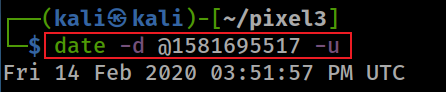 ┌──(kali㉿kali)-[~/pixel3]
└─$ date -d @1581695517 -u
Fri 14 Feb 2020 03:51:57 PM UTC